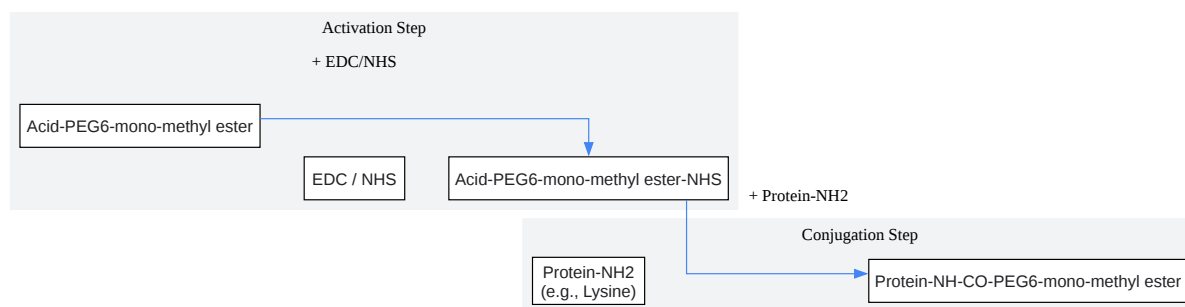 Activation Step
+ EDC/NHS
Acid-PEG6-mono-methyl ester
EDC / NHS
Acid-PEG6-mono-methyl ester-NHS
+ Protein-NH2
Conjugation Step
Protein-NH2
(e.g., Lysine)
Protein-NH-CO-PEG6-mono-methyl ester